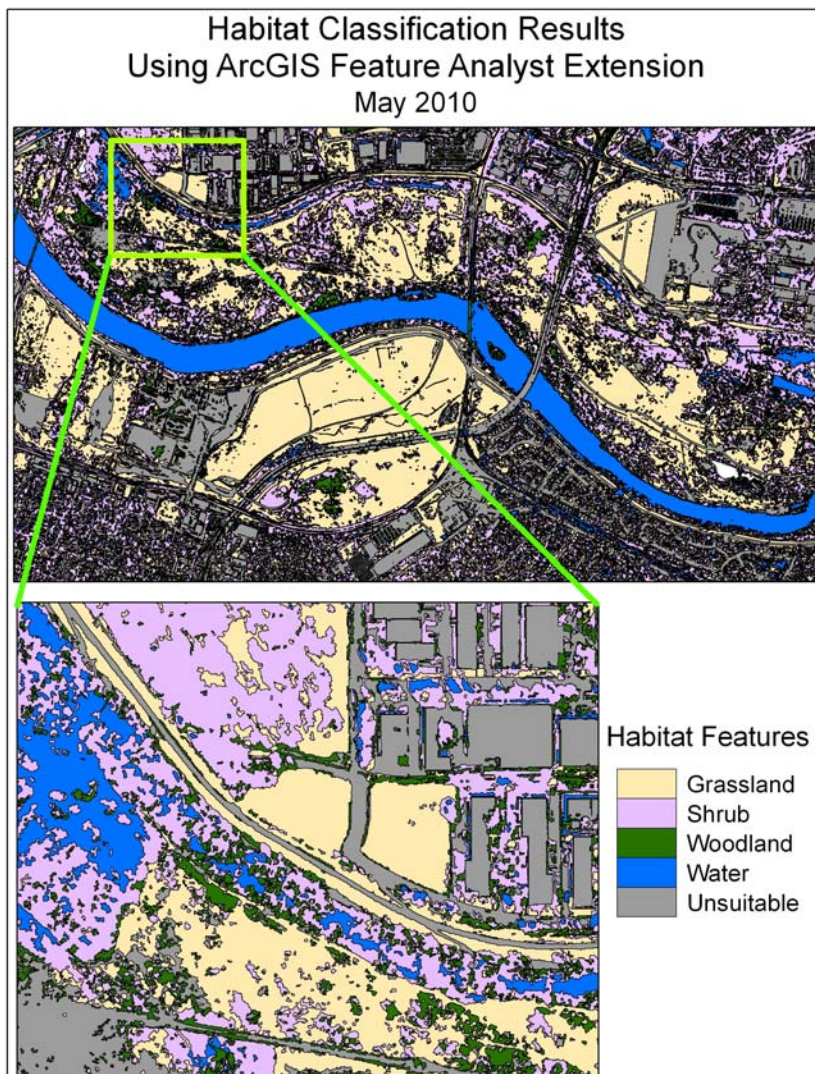 Habitat Classification Results
Using ArcGIS Feature Analyst Extension
May 2010
Habitat Features
Grassland
Shrub
Woodland
Water
Unsuitable